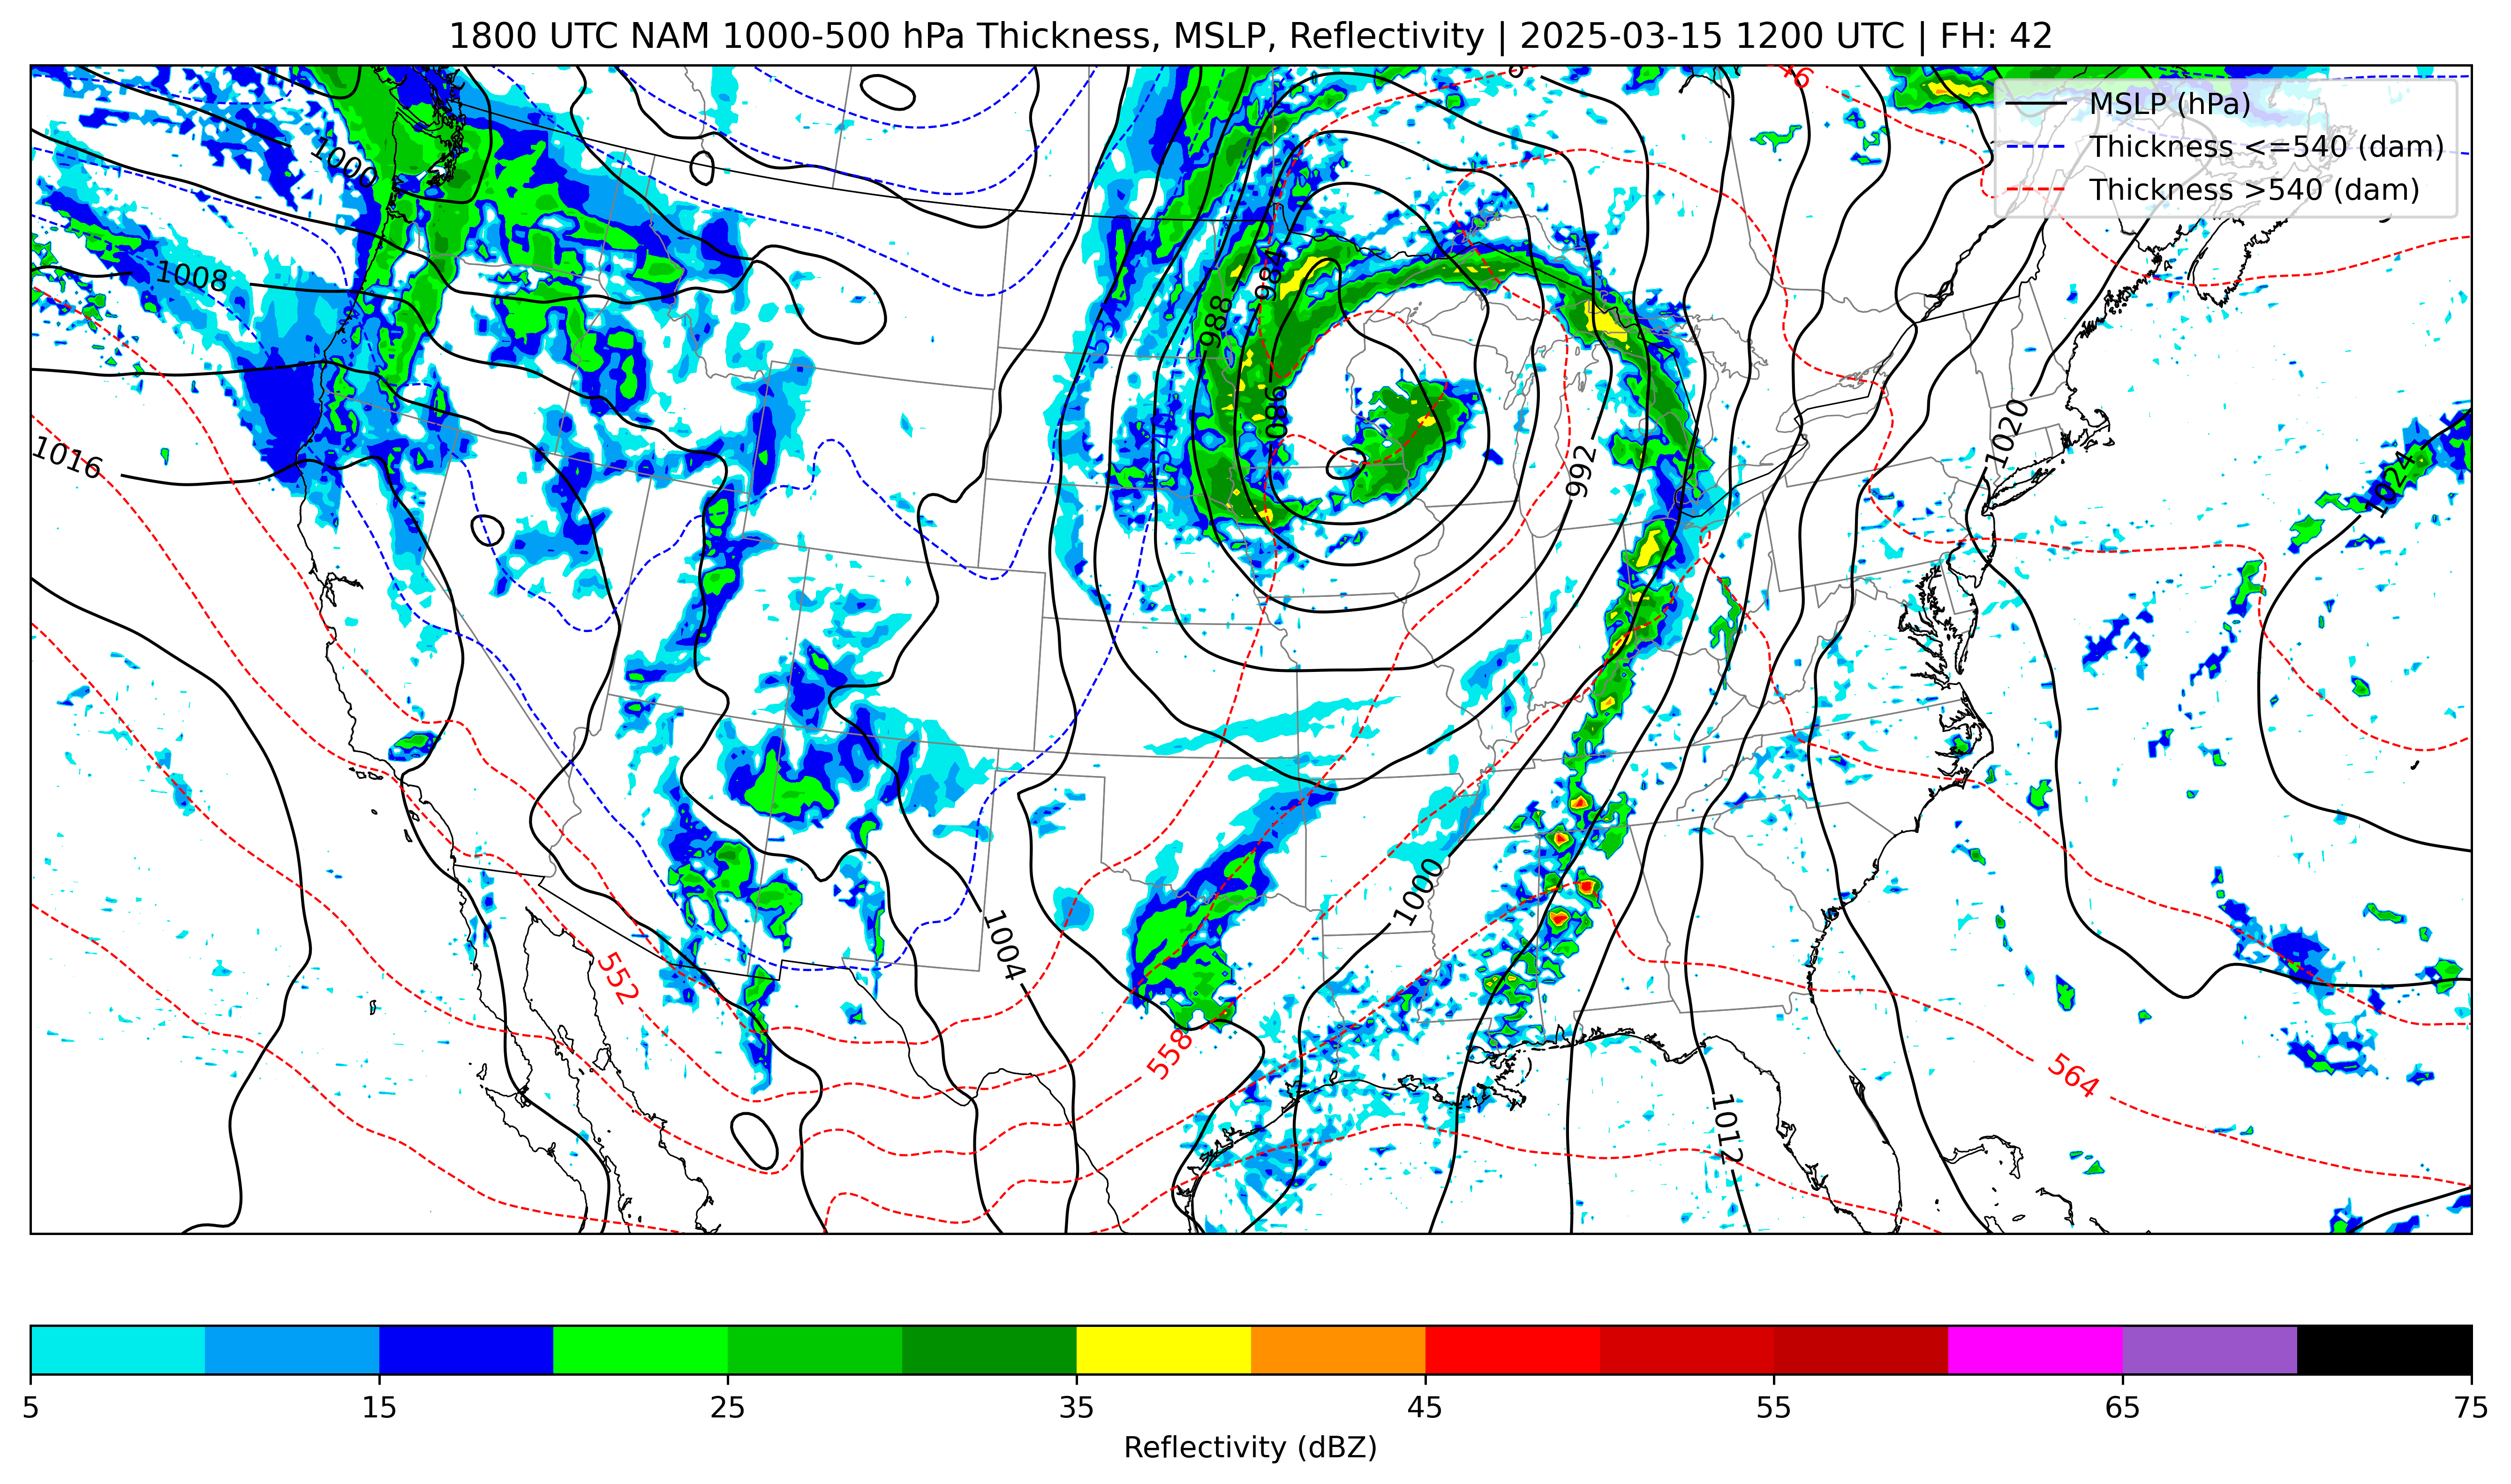 1800 UTC NAM 1000-500 hPa Thickness, MSLP, Reflectivity | 2025-03-15 1200 UTC | FH: 42
MSLP (hPa)
Thickness <=540 (dam)
Thickness >540 (dam)
1000
1008
984
988
1016
1020
992
1024
1000
1004
552
558
564
1012
5 15 25 35 45 55 65 75
Reflectivity (dBZ)